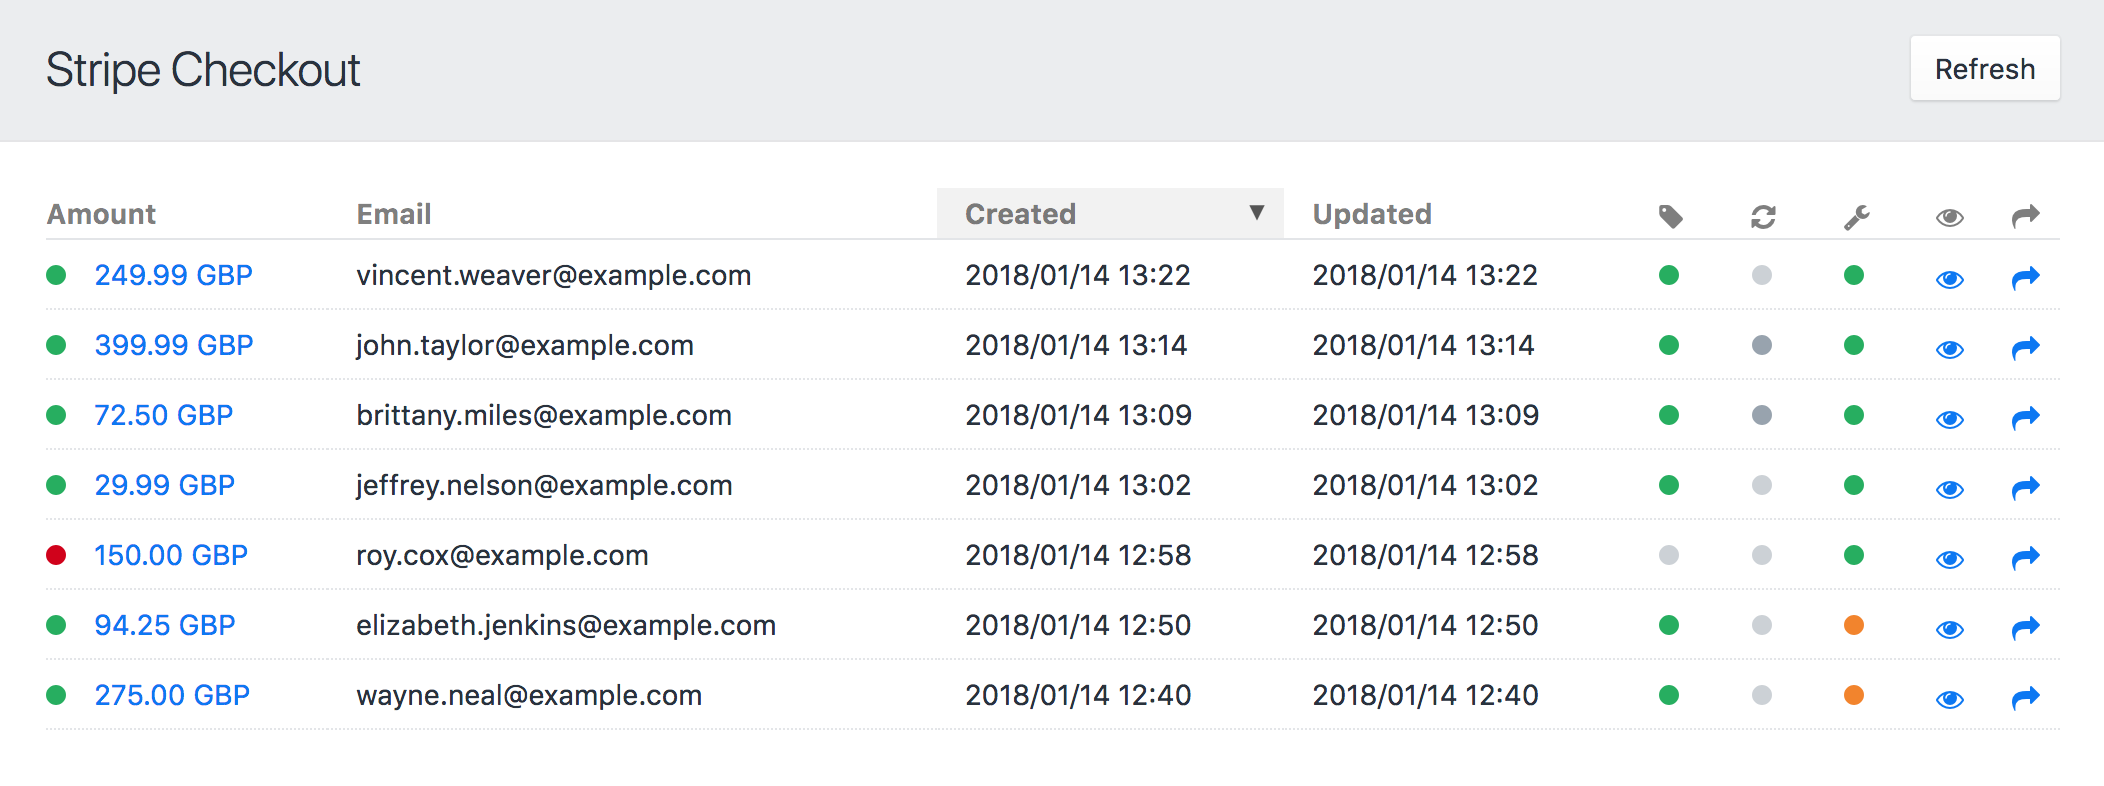 Stripe Checkout Refresh
Amount Email Created ▼ Updated
249.99 GBP vincent.weaver@example.com 2018/01/14 13:22 2018/01/14 13:22
399.99 GBP john.taylor@example.com 2018/01/14 13:14 2018/01/14 13:14
72.50 GBP brittany.miles@example.com 2018/01/14 13:09 2018/01/14 13:09
29.99 GBP jeffrey.nelson@example.com 2018/01/14 13:02 2018/01/14 13:02
150.00 GBP roy.cox@example.com 2018/01/14 12:58 2018/01/14 12:58
94.25 GBP elizabeth.jenkins@example.com 2018/01/14 12:50 2018/01/14 12:50
275.00 GBP wayne.neal@example.com 2018/01/14 12:40 2018/01/14 12:40